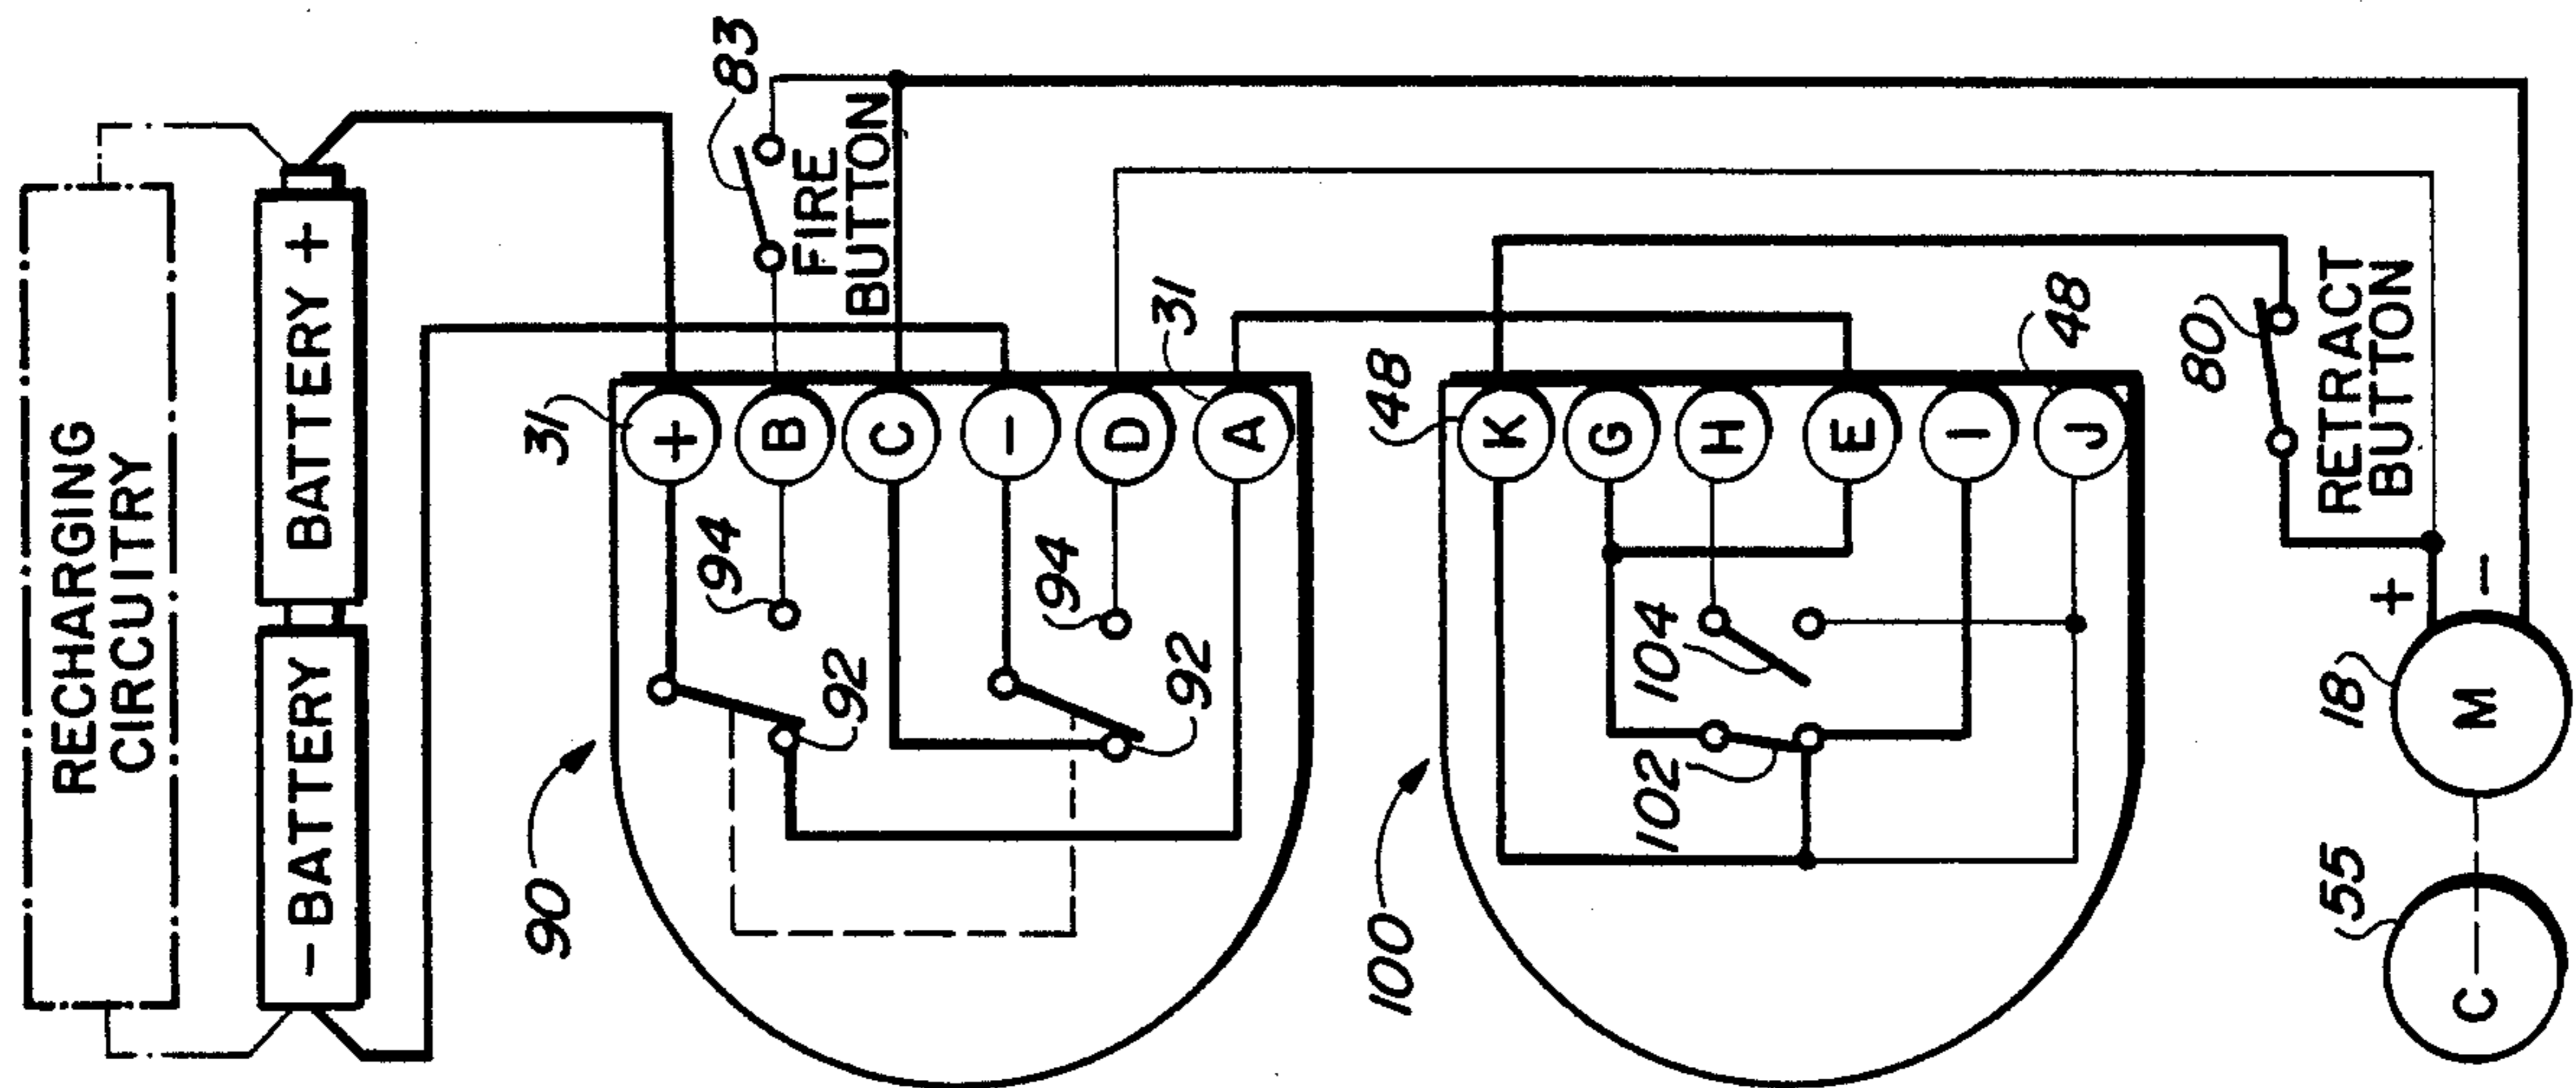 RECHARGING
CIRCUITRY
- BATTERY
BATTERY +
83
FIRE
BUTTON
31
+
B
C
-
D
A
31
94
94
92
92
90
48
K
G
H
E
I
J
48
104
102
100
80
RETRACT
BUTTON
+
-
18
M
55
C